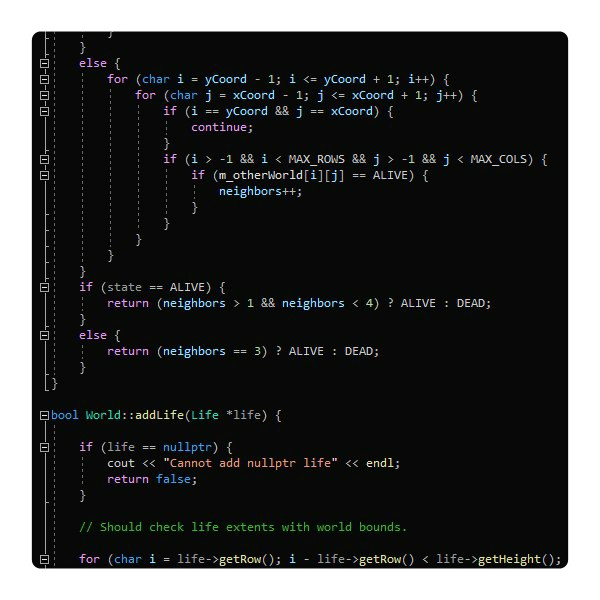 }
}
else {
for (char i = yCoord - 1; i <= yCoord + 1; i++) {
for (char j = xCoord - 1; j <= xCoord + 1; j++) {
if (i == yCoord && j == xCoord) {
continue;
}
if (i > -1 && i < MAX_ROWS && j > -1 && j < MAX_COLS) {
if (m_otherWorld[i][j] == ALIVE) {
neighbors++;
}
}
}
}
}
if (state == ALIVE) {
return (neighbors > 1 && neighbors < 4) ? ALIVE : DEAD;
}
else {
return (neighbors == 3) ? ALIVE : DEAD;
}
}
bool World::addLife(Life *life) {
if (life == nullptr) {
cout << "Cannot add nullptr life" << endl;
return false;
}
// Should check life extents with world bounds.
for (char i = life->getRow(); i - life->getRow() < life->getHeight();